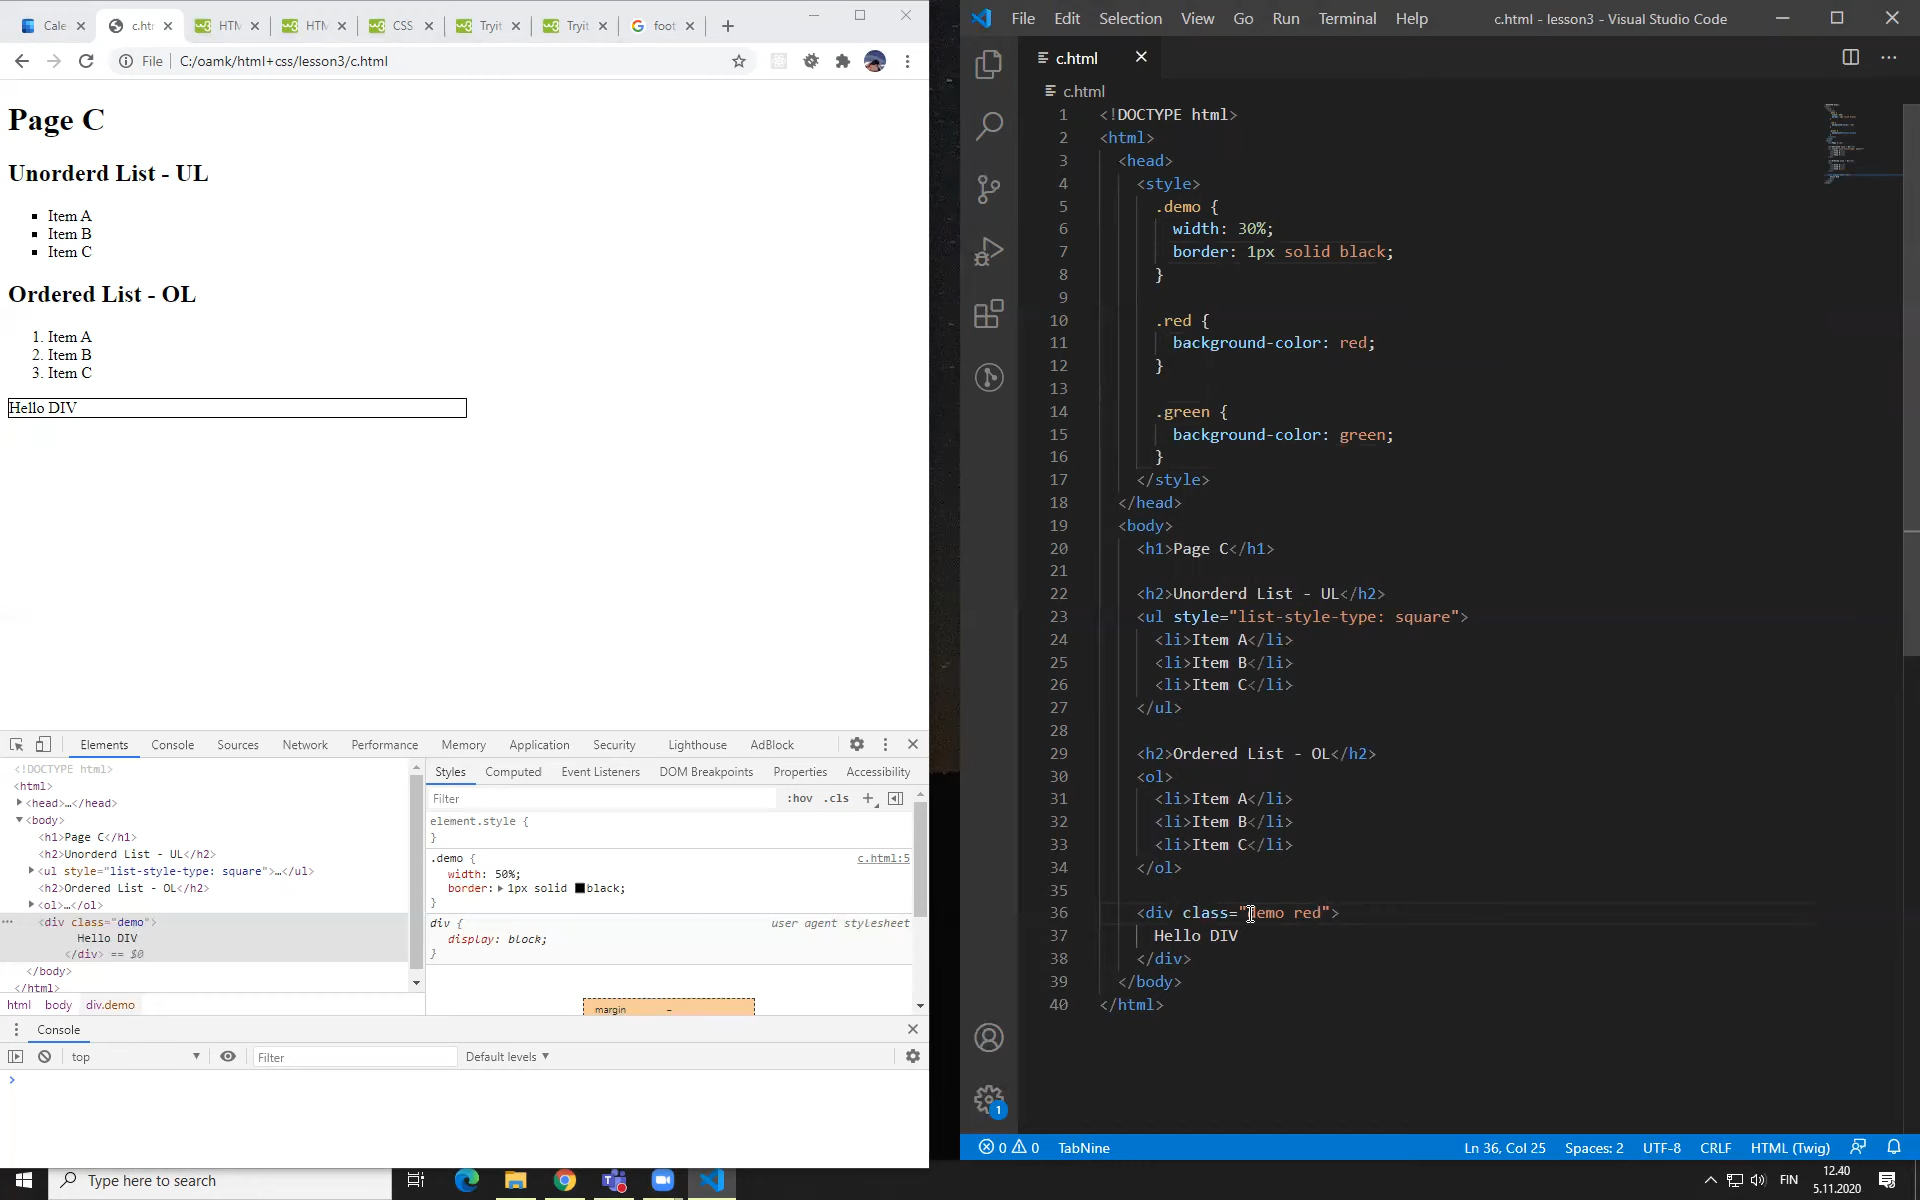 Cale
c.htm
HTM
HTM
CSS
Tryit
Tryit
foot
File
C:/oamk/html+css/lesson3/c.html
Page C
Unorderd List - UL
Item A
Item B
Item C
Ordered List - OL
1. Item A
2. Item B
3. Item C
Hello DIV
Elements Console Sources Network Performance Memory Application Security Lighthouse AdBlock
<!DOCTYPE html>
<html>
<head>…</head>
<body>
<h1>Page C</h1>
<h2>Unorderd List - UL</h2>
<ul style="list-style-type: square">…</ul>
<h2>Ordered List - OL</h2>
<ol>…</ol>
<div class="demo">
Hello DIV
</div> == $0
</body>
</html>
html body div.demo
Styles Computed Event Listeners DOM Breakpoints Properties Accessibility
Filter
:hov .cls
element.style {
}
.demo {
c.html:5
width: 50%;
border: 1px solid black;
}
div {
user agent stylesheet
display: block;
}
margin -
Console
top
Filter
Default levels
Type here to search
File Edit Selection View Go Run Terminal Help
c.html - lesson3 - Visual Studio Code
c.html
c.html
1 <!DOCTYPE html>
2 <html>
3 <head>
4 <style>
5 .demo {
6 width: 30%;
7 border: 1px solid black;
8 }
9
10 .red {
11 background-color: red;
12 }
13
14 .green {
15 background-color: green;
16 }
17 </style>
18 </head>
19 <body>
20 <h1>Page C</h1>
21
22 <h2>Unorderd List - UL</h2>
23 <ul style="list-style-type: square">
24 <li>Item A</li>
25 <li>Item B</li>
26 <li>Item C</li>
27 </ul>
28
29 <h2>Ordered List - OL</h2>
30 <ol>
31 <li>Item A</li>
32 <li>Item B</li>
33 <li>Item C</li>
34 </ol>
35
36 <div class="demo red">
37 Hello DIV
38 </div>
39 </body>
40 </html>
1
0 0
TabNine
Ln 36, Col 25
Spaces: 2
UTF-8
CRLF
HTML (Twig)
FIN
12.40
5.11.2020